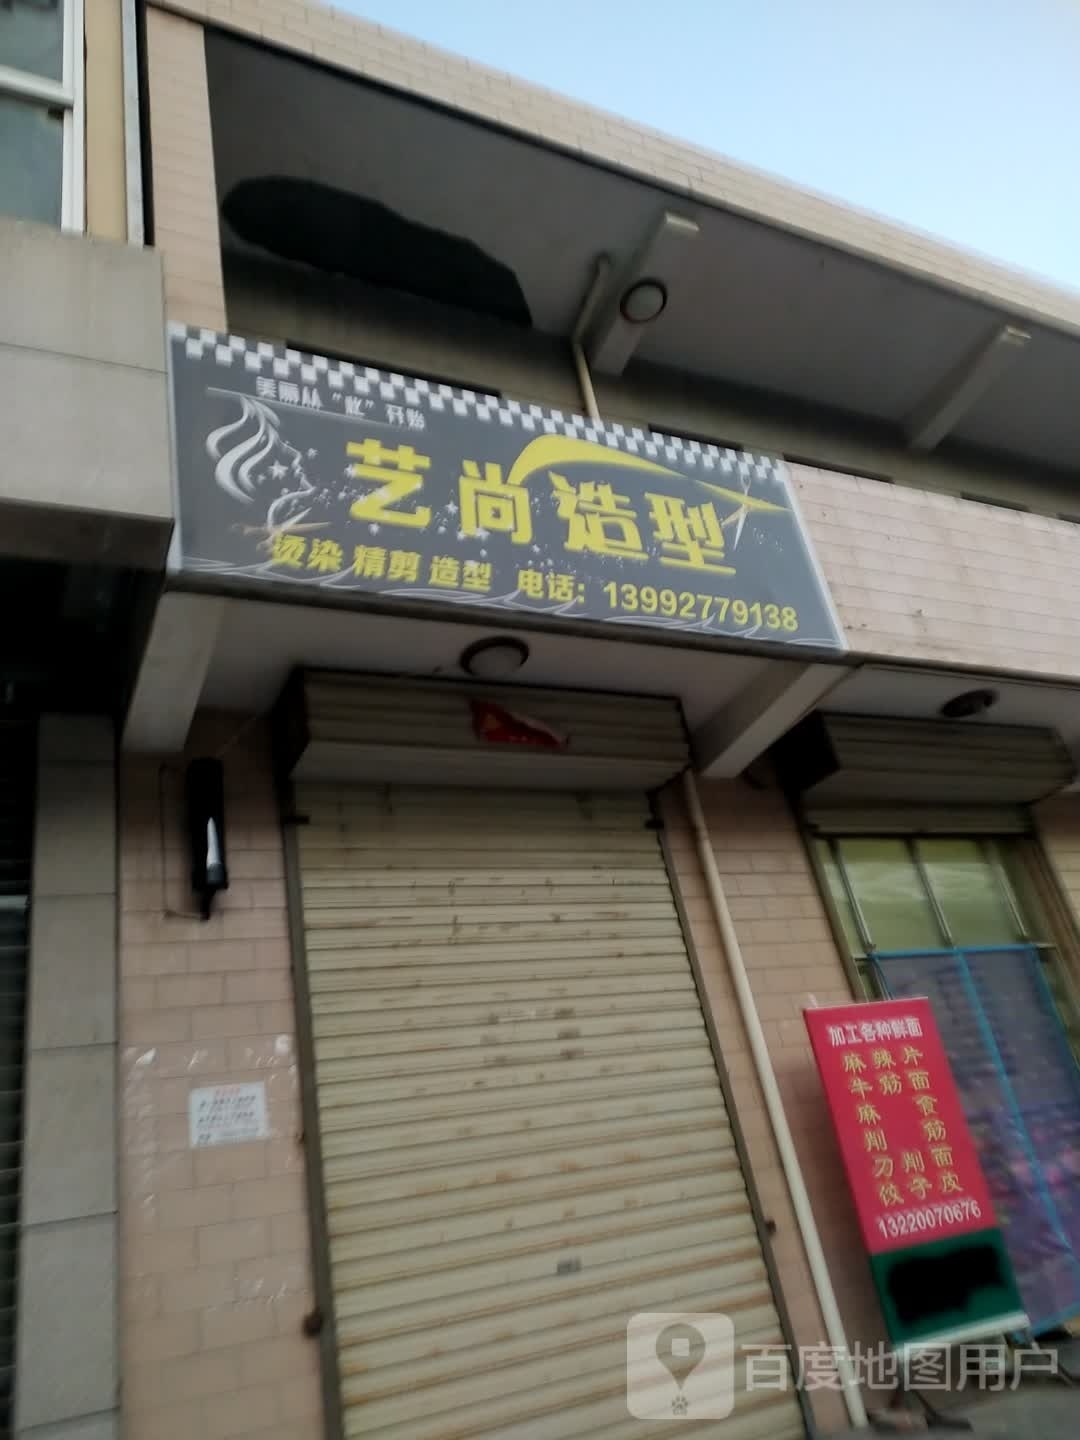 美丽从“心”开始
艺尚造型
烫染 精剪 造型 电话：13992779138
加工各种鲜面
麻辣片
牛筋面
麻食
削筋
刀削面
饺子皮
13220070676
百度地图用户